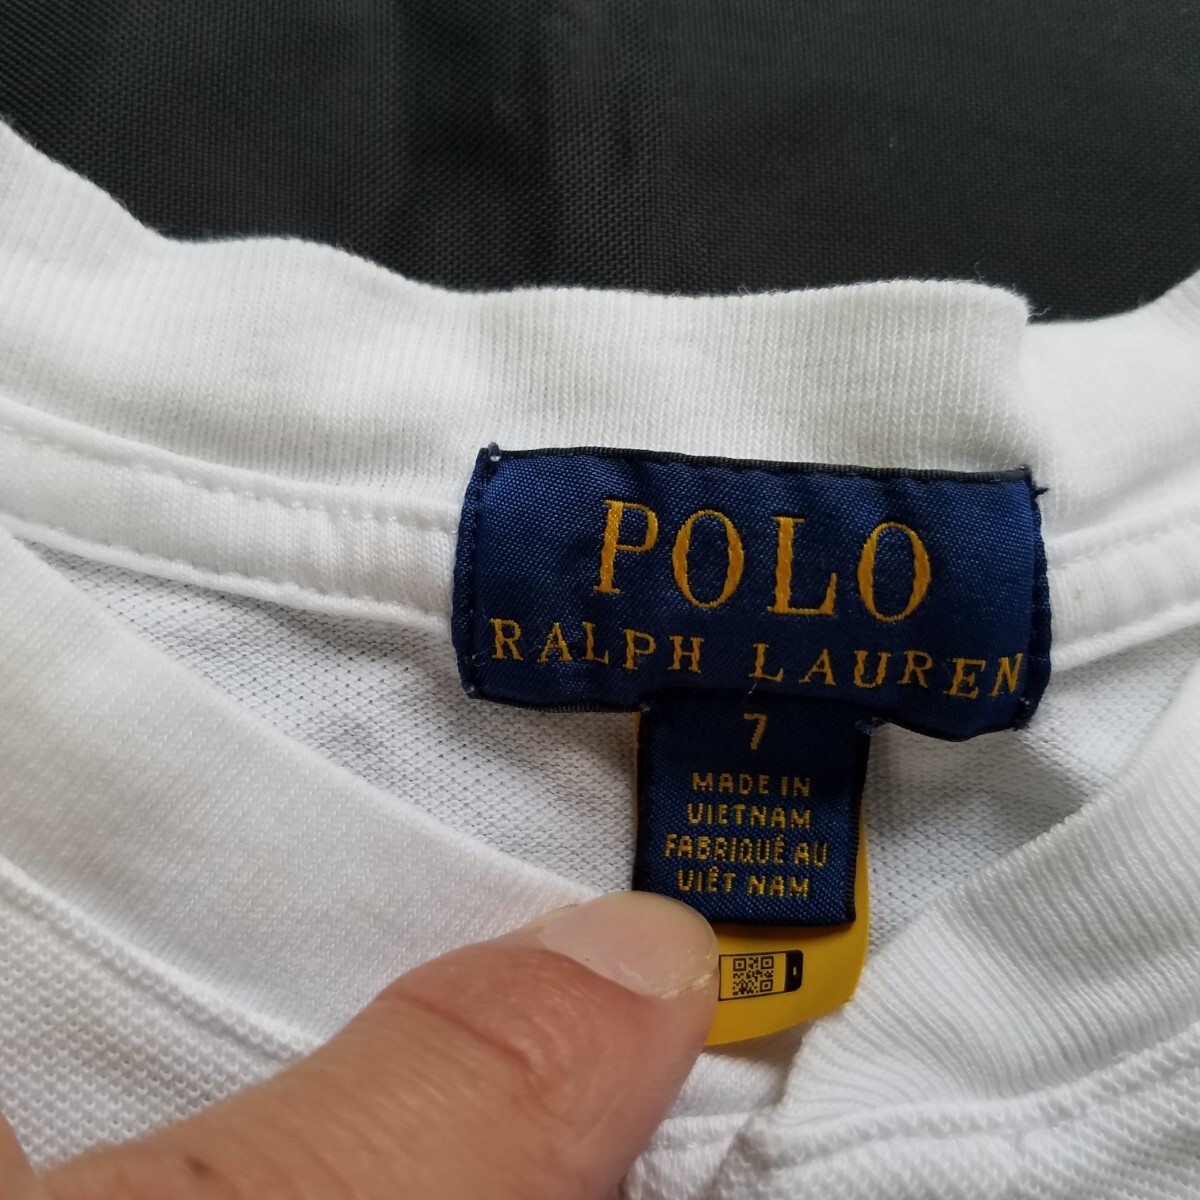 POLO
RALPH LAUREN
7
MADE IN
VIETNAM
FABRIQUÉ AU
VIÊT NAM